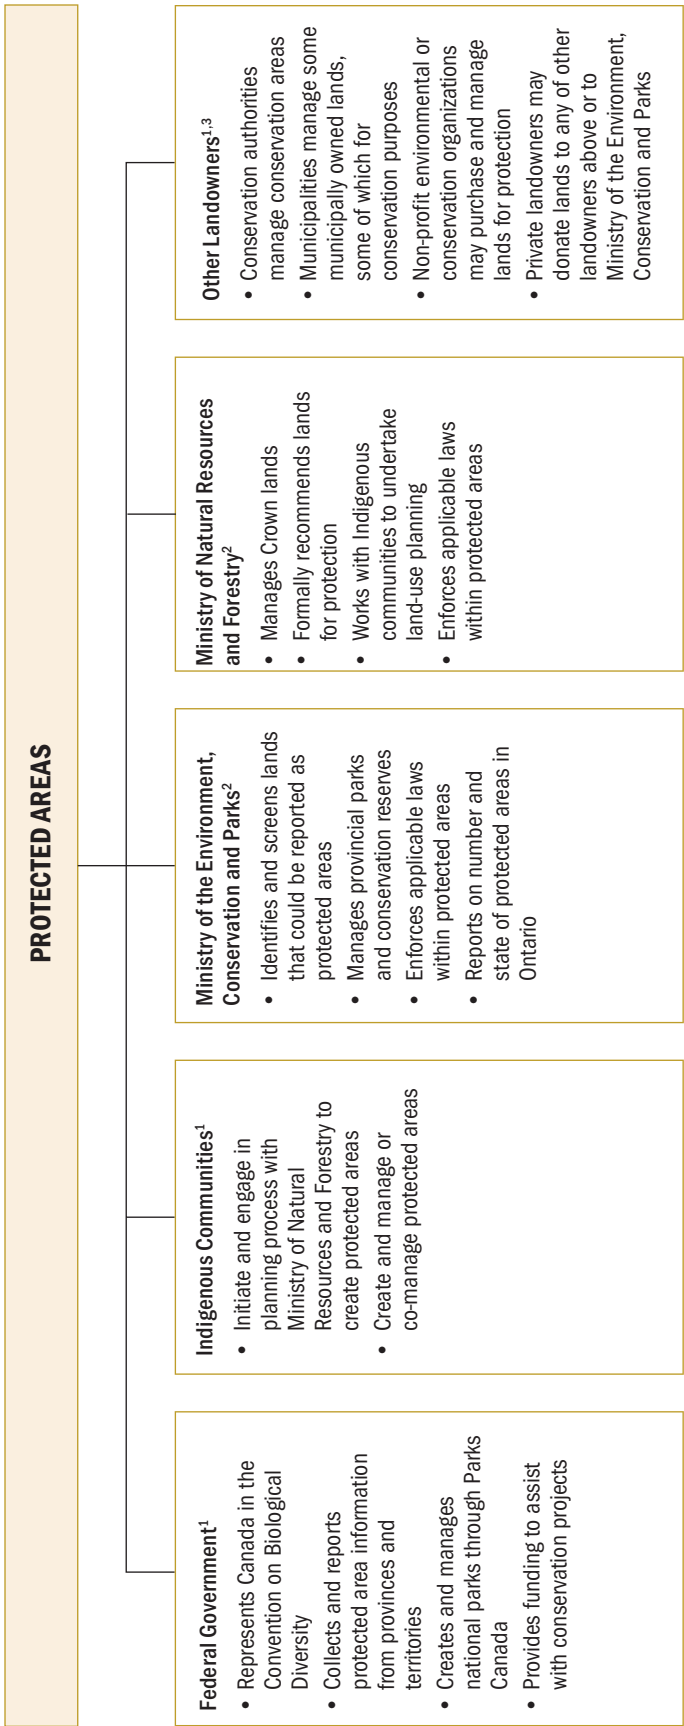 PROTECTED AREAS
Federal Government¹
• Represents Canada in the
Convention on Biological
Diversity
• Collects and reports
protected area information
from provinces and
territories
• Creates and manages
national parks through Parks
Canada
• Provides funding to assist
with conservation projects
Indigenous Communities¹
• Initiate and engage in
planning process with
Ministry of Natural
Resources and Forestry to
create protected areas
• Create and manage or
co-manage protected areas
Ministry of the Environment,
Conservation and Parks²
• Identifies and screens lands
that could be reported as
protected areas
• Manages provincial parks
and conservation reserves
• Enforces applicable laws
within protected areas
• Reports on number and
state of protected areas in
Ontario
Ministry of Natural Resources
and Forestry²
• Manages Crown lands
• Formally recommends lands
for protection
• Works with Indigenous
communities to undertake
land-use planning
• Enforces applicable laws
within protected areas
Other Landowners¹,³
• Conservation authorities
manage conservation areas
• Municipalities manage some
municipally owned lands,
some of which for
conservation purposes
• Non-profit environmental or
conservation organizations
may purchase and manage
lands for protection
• Private landowners may
donate lands to any of other
landowners above or to
Ministry of the Environment,
Conservation and Parks